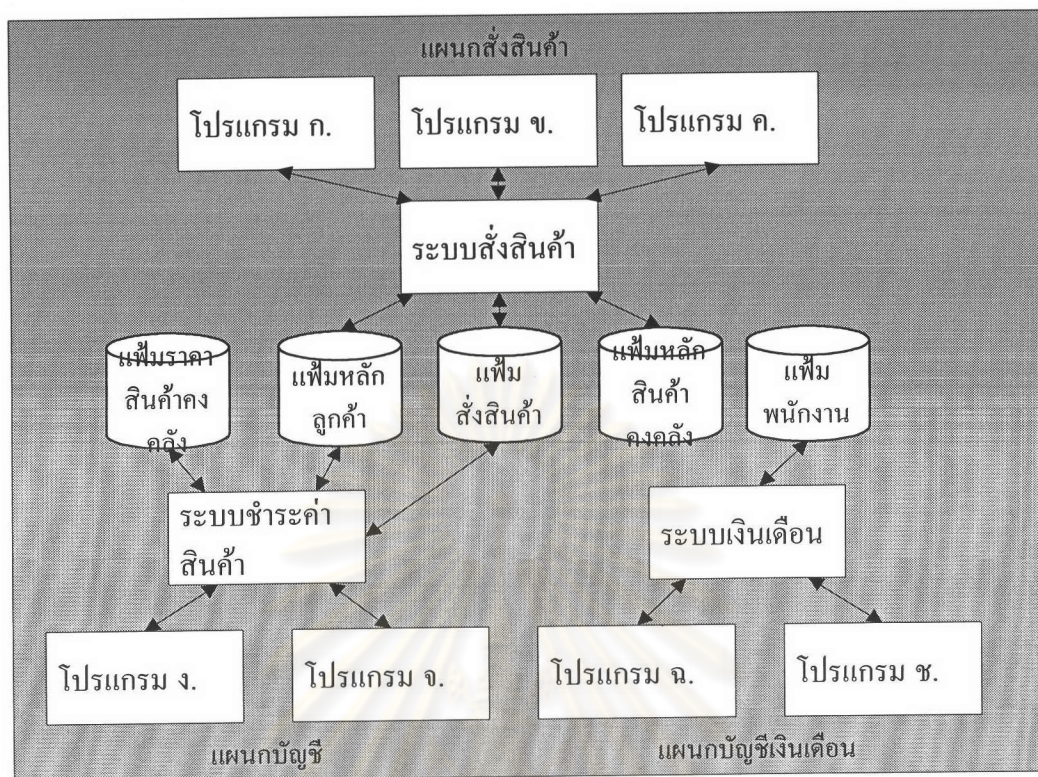 แผนกสั่งสินค้า
โปรแกรม ก.
โปรแกรม ข.
โปรแกรม ค.
ระบบสั่งสินค้า
แฟ้มราคา
สินค้าคง
คลัง
แฟ้มหลัก
ลูกค้า
แฟ้ม
สั่งสินค้า
แฟ้มหลัก
สินค้า
คงคลัง
แฟ้ม
พนักงาน
ระบบชำระค่า
สินค้า
ระบบเงินเดือน
โปรแกรม ง.
โปรแกรม จ.
โปรแกรม ฉ.
โปรแกรม ช.
แผนกบัญชี
แผนกบัญชีเงินเดือน